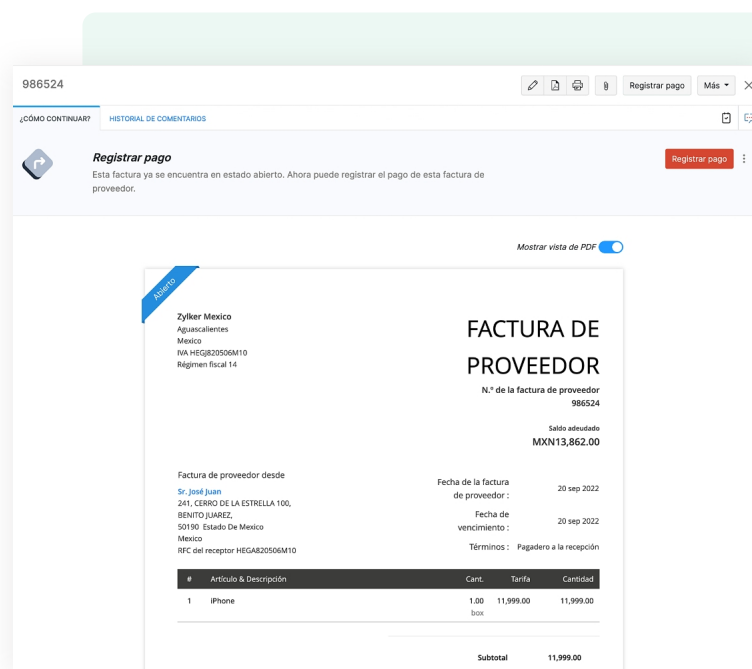 986524
Registrar pago
Más
¿CÓMO CONTINUAR?
HISTORIAL DE COMENTARIOS
Registrar pago
Esta factura ya se encuentra en estado abierto. Ahora puede registrar el pago de esta factura de
proveedor.
Registrar pago
Mostrar vista de PDF
Abierto
Zylker Mexico
Aguascalientes
Mexico
IVA HEGJ820506M10
Régimen fiscal 14
FACTURA DE
PROVEEDOR
N.º de la factura de proveedor
986524
Saldo adeudado
MXN13,862.00
Factura de proveedor desde
Sr. José Juan
241, CERRO DE LA ESTRELLA 100,
BENITO JUAREZ,
50190 Estado De Mexico
Mexico
RFC del receptor HEGA820506M10
Fecha de la factura
de proveedor : 20 sep 2022
Fecha de
vencimiento : 20 sep 2022
Términos : Pagadero a la recepción
# Artículo & Descripción Cant. Tarifa Cantidad
1 iPhone 1.00 11,999.00 11,999.00
box
Subtotal 11,999.00